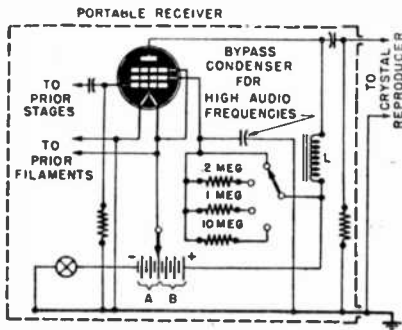 PORTABLE RECEIVER
BYPASS
CONDENSER
FOR
HIGH AUDIO
FREQUENCIES
TO
PRIOR
STAGES
TO
PRIOR
FILAMENTS
TO
CRYSTAL
REPRODUCER
L
2 MEG
1 MEG
10 MEG
- +
A B